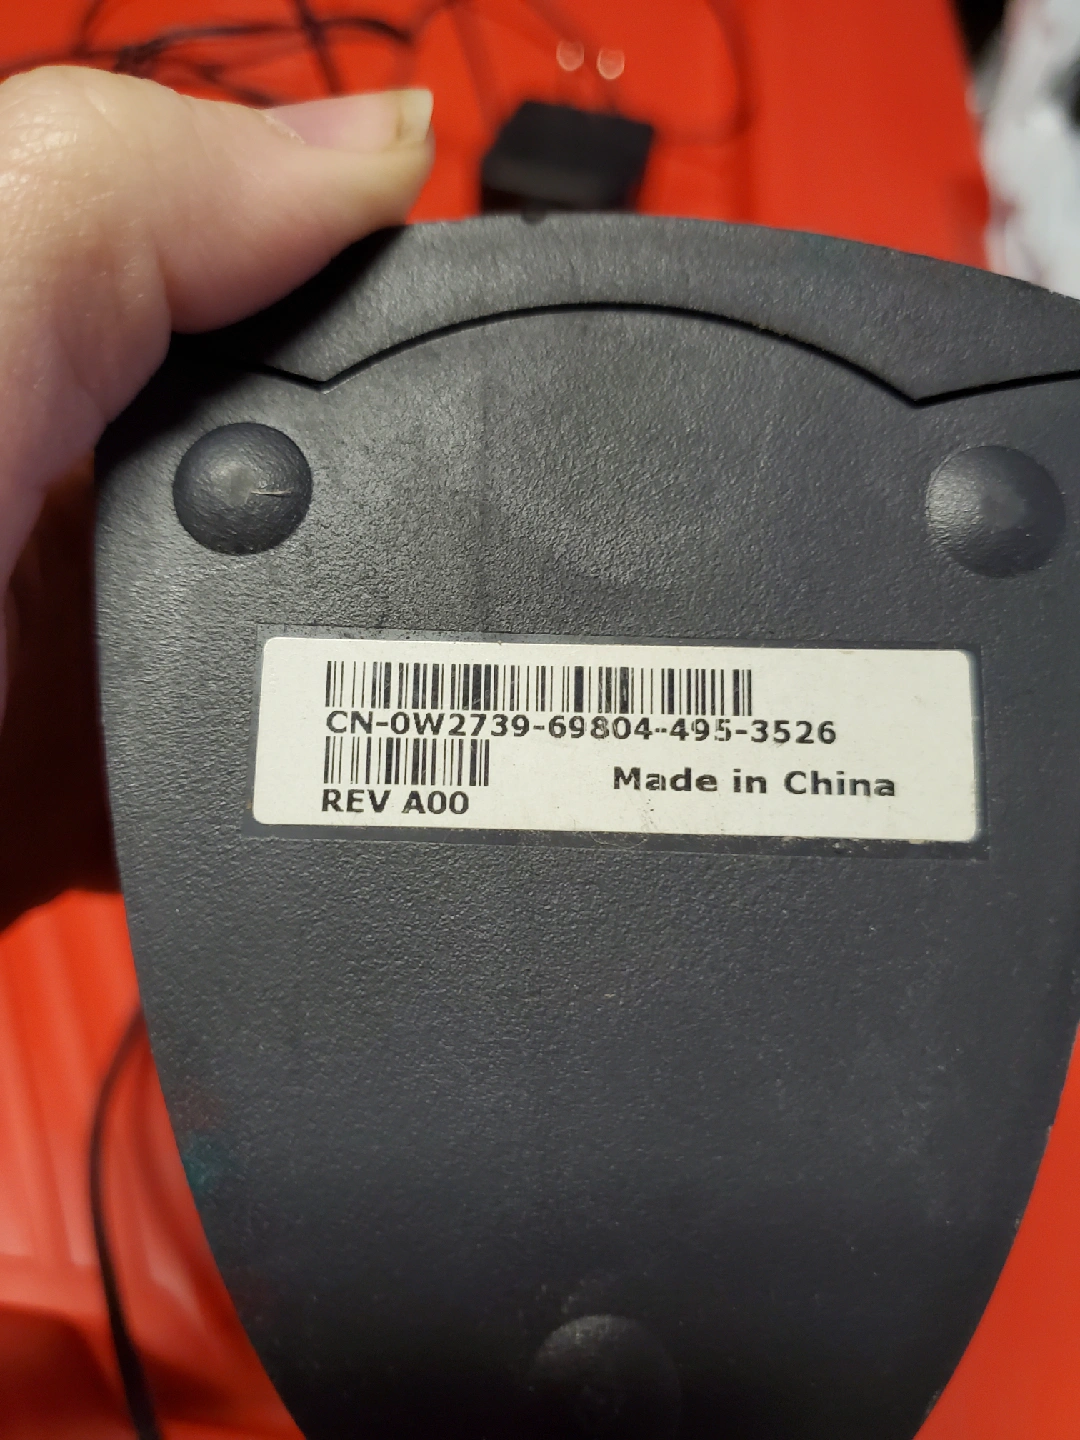 CN-0W2739-69804-495-3526
REV A00
Made in China